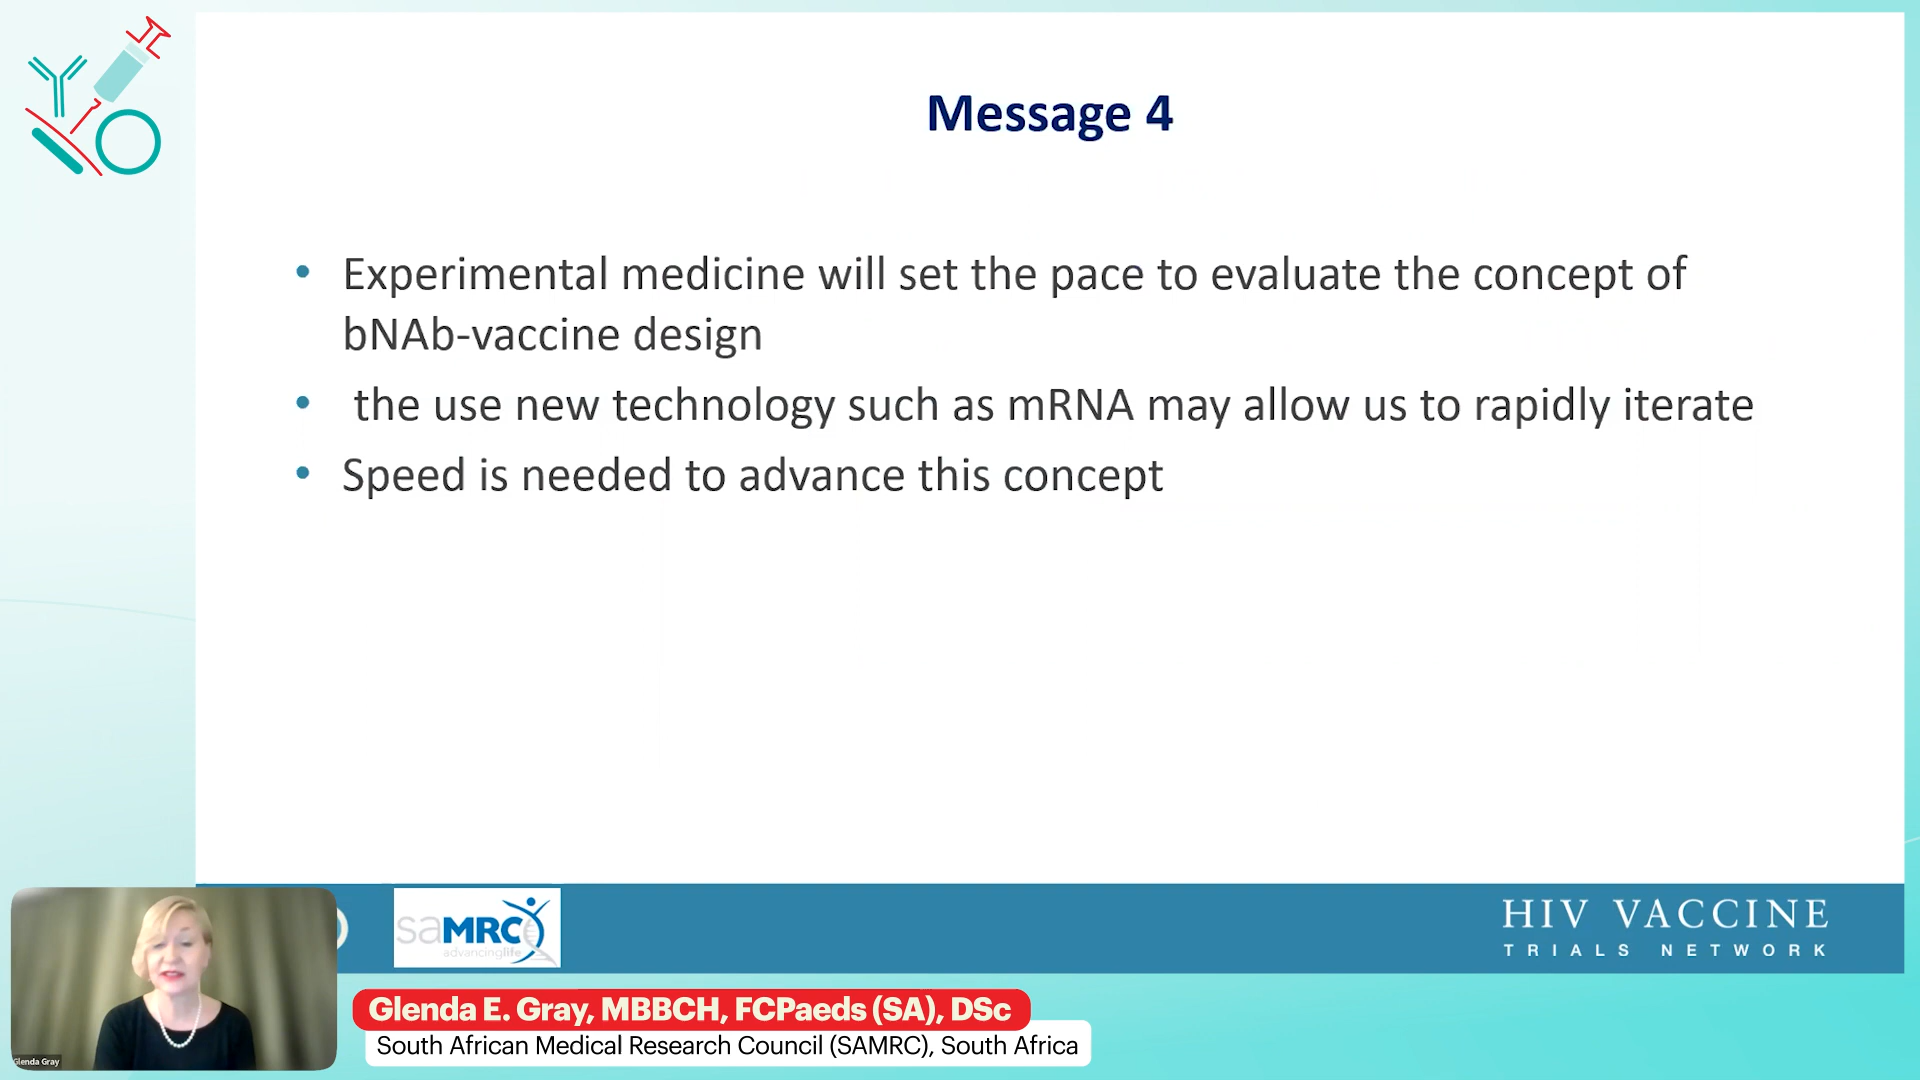 Message 4
• Experimental medicine will set the pace to evaluate the concept of
bNAb-vaccine design
• the use new technology such as mRNA may allow us to rapidly iterate
• Speed is needed to advance this concept
saMRC
advancinglife
HIV VACCINE
TRIALS NETWORK
Glenda E. Gray, MBBCH, FCPaeds (SA), DSc
South African Medical Research Council (SAMRC), South Africa
Glenda Gray